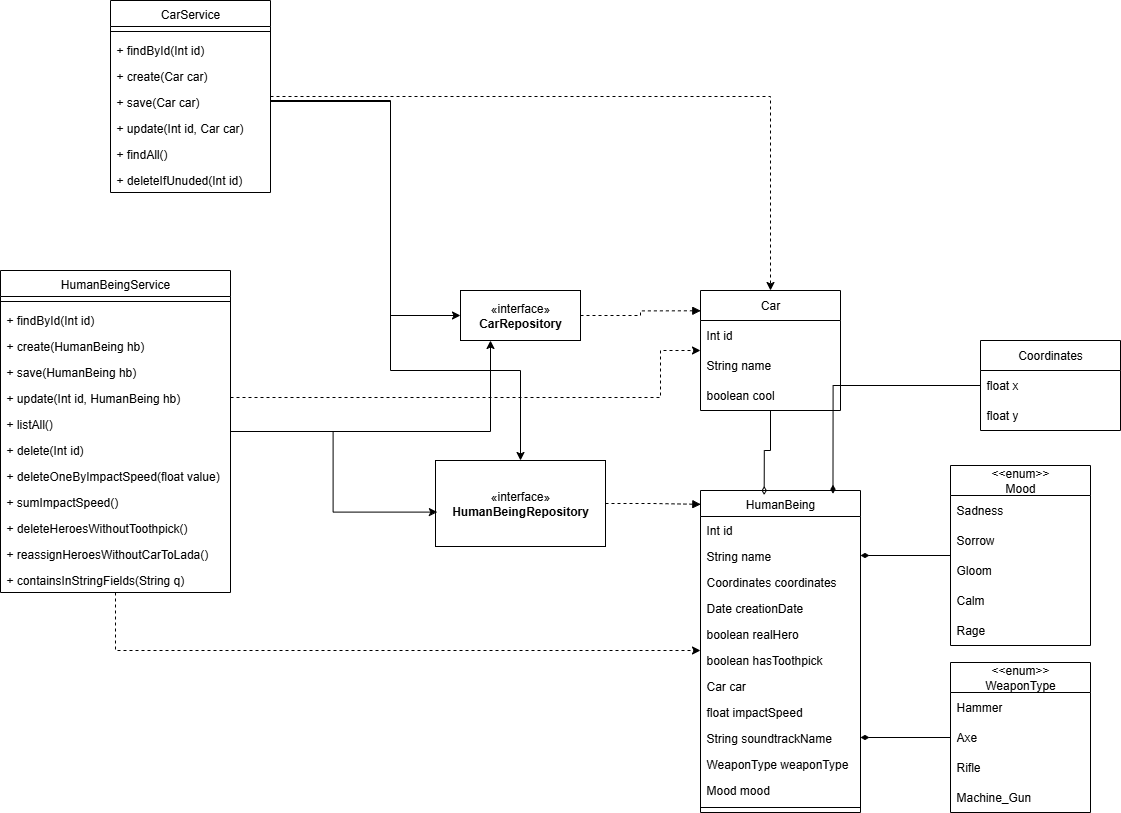 CarService
+ findById(Int id)
+ create(Car car)
+ save(Car car)
+ update(Int id, Car car)
+ findAll()
+ deleteIfUnuded(Int id)
HumanBeingService
+ findById(Int id)
+ create(HumanBeing hb)
+ save(HumanBeing hb)
+ update(Int id, HumanBeing hb)
+ listAll()
+ delete(Int id)
+ deleteOneByImpactSpeed(float value)
+ sumImpactSpeed()
+ deleteHeroesWithoutToothpick()
+ reassignHeroesWithoutCarToLada()
+ containsInStringFields(String q)
«interface»
CarRepository
«interface»
HumanBeingRepository
Car
Int id
String name
boolean cool
HumanBeing
Int id
String name
Coordinates coordinates
Date creationDate
boolean realHero
boolean hasToothpick
Car car
float impactSpeed
String soundtrackName
WeaponType weaponType
Mood mood
Coordinates
float x
float y
<<enum>>
Mood
Sadness
Sorrow
Gloom
Calm
Rage
<<enum>>
WeaponType
Hammer
Axe
Rifle
Machine_Gun